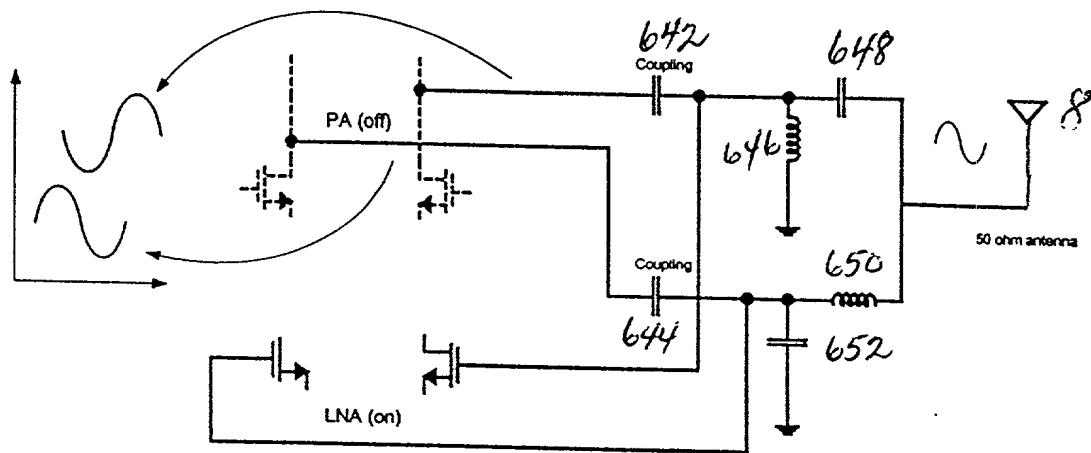 642
Coupling
648
PA (off)
646
8
50 ohm antenna
Coupling
650
644
652
LNA (on)